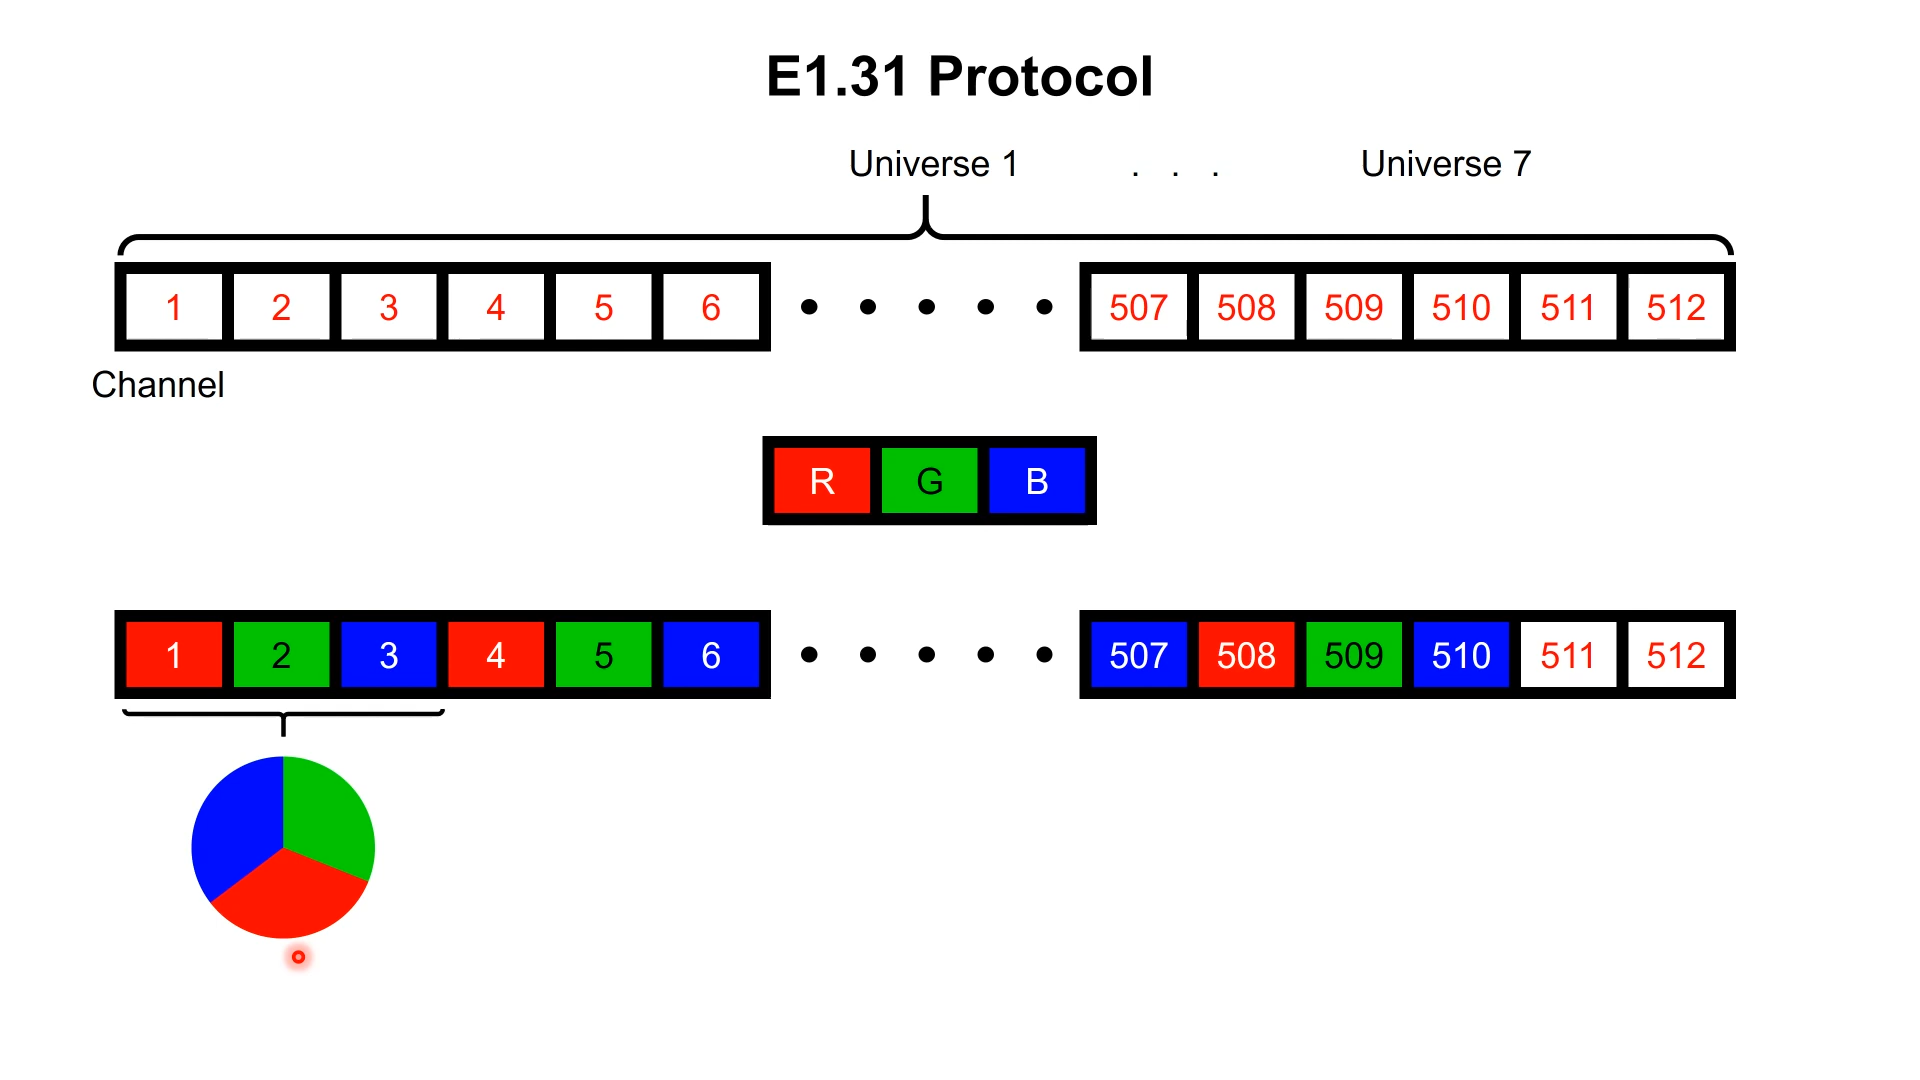 E1.31 Protocol
Universe 1 . . . Universe 7
1 2 3 4 5 6 • • • • • 507 508 509 510 511 512
Channel
R G B
1 2 3 4 5 6 • • • • • 507 508 509 510 511 512